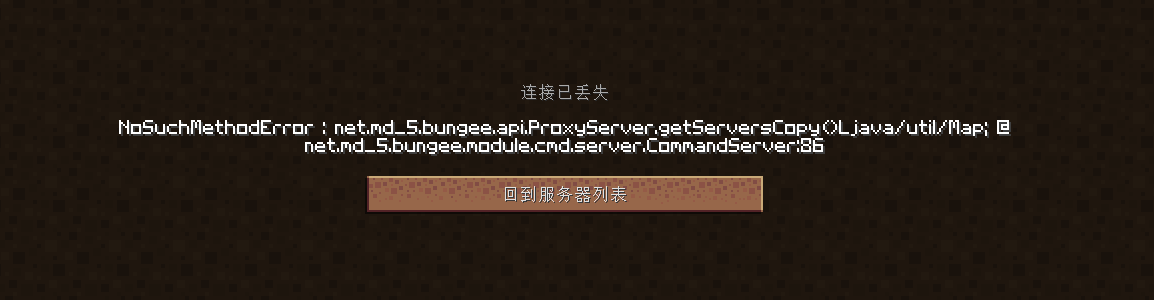 连接已丢失
NoSuchMethodError : net.md_5.bungee.api.ProxyServer.getServersCopy()Ljava/util/Map; @
net.md_5.bungee.module.cmd.server.CommandServer:86
回到服务器列表